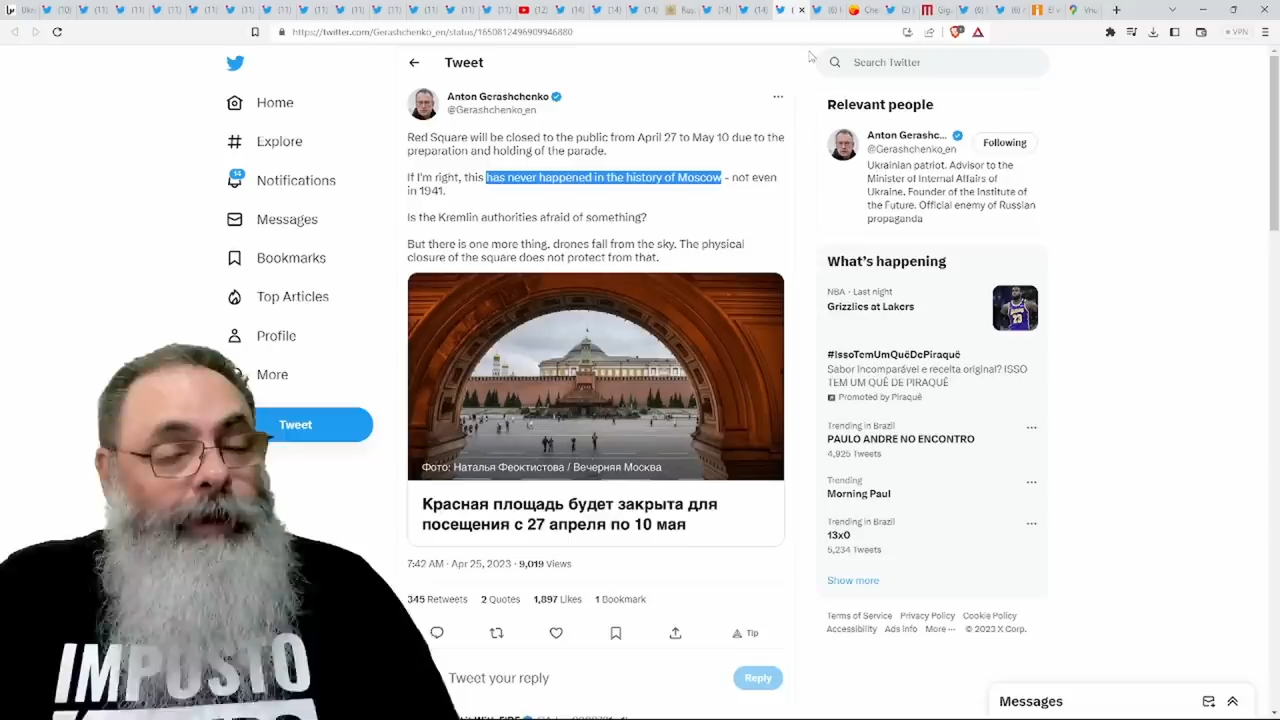 https://twitter.com/Gerashchenko_en/status/1650812496909946880
VPN
Home
Explore
14
Notifications
Messages
Bookmarks
Top Articles
Profile
More
Tweet
Tweet
Anton Gerashchenko
@Gerashchenko_en
Red Square will be closed to the public from April 27 to May 10 due to the
preparation and holding of the parade.
If I'm right, this has never happened in the history of Moscow - not even
in 1941.
Is the Kremlin authorities afraid of something?
But there is one more thing, drones fall from the sky. The physical
closure of the square does not protect from that.
Фото: Наталья Феоктистова / Вечерняя Москва
Красная площадь будет закрыта для
посещения с 27 апреля по 10 мая
7:42 AM · Apr 25, 2023 · 9,019 Views
345 Retweets 2 Quotes 1,897 Likes 1 Bookmark
Tip
Tweet your reply
Reply
Search Twitter
Relevant people
Anton Gerashc...
@Gerashchenko_en
Following
Ukrainian patriot. Advisor to the
Minister of Internal Affairs of
Ukraine. Founder of the Institute of
the Future. Official enemy of Russian
propaganda
What's happening
NBA · Last night
Grizzlies at Lakers
#IssoTemUmQuêDePiraquê
Sabor incomparável e receita original? ISSO
TEM UM QUÊ DE PIRAQUÊ
Promoted by Piraquê
Trending in Brazil
PAULO ANDRE NO ENCONTRO
4,925 Tweets
Trending
Morning Paul
Trending in Brazil
13x0
5,234 Tweets
Show more
Terms of Service Privacy Policy Cookie Policy
Accessibility Ads info More ··· © 2023 X Corp.
Messages
IMPOSTO